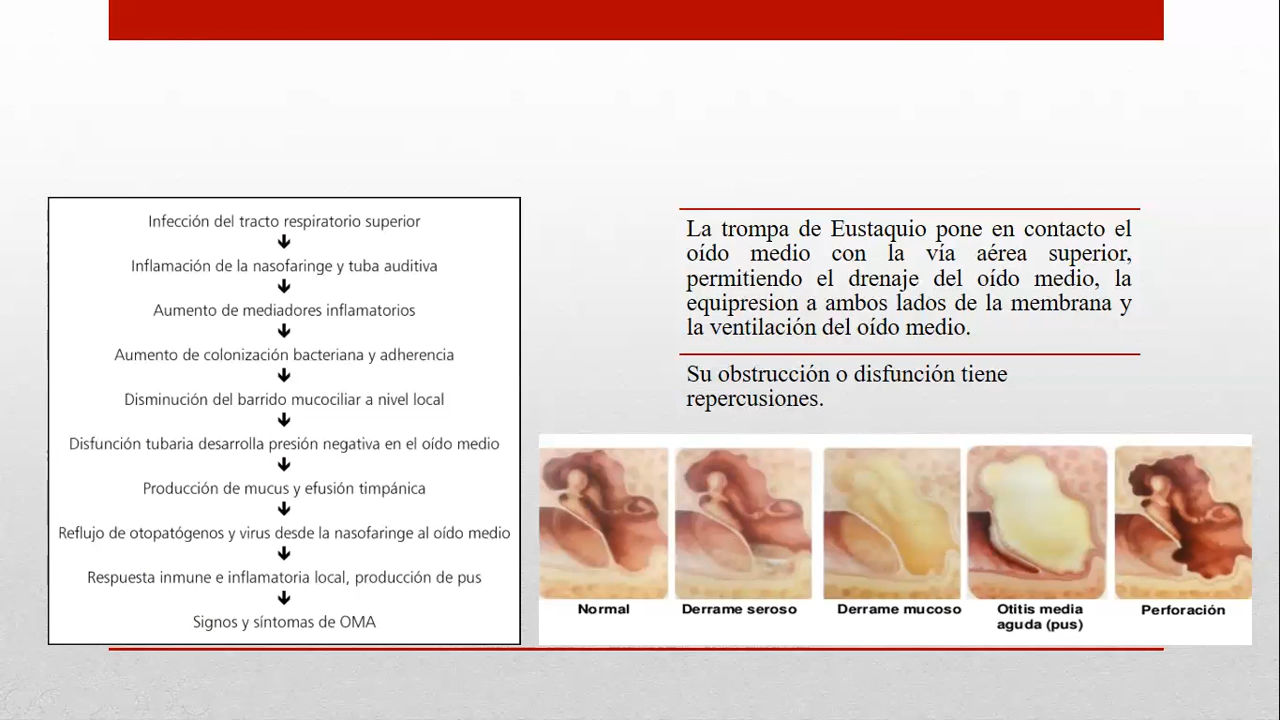 Infección del tracto respiratorio superior
Inflamación de la nasofaringe y tuba auditiva
Aumento de mediadores inflamatorios
Aumento de colonización bacteriana y adherencia
Disminución del barrido mucociliar a nivel local
Disfunción tubaria desarrolla presión negativa en el oído medio
Producción de mucus y efusión timpánica
Reflujo de otopatógenos y virus desde la nasofaringe al oído medio
Respuesta inmune e inflamatoria local, producción de pus
Signos y síntomas de OMA
La trompa de Eustaquio pone en contacto el
oído medio con la vía aérea superior,
permitiendo el drenaje del oído medio, la
equipresion a ambos lados de la membrana y
la ventilación del oído medio.
Su obstrucción o disfunción tiene
repercusiones.
Normal
Derrame seroso
Derrame mucoso
Otitis media
aguda (pus)
Perforación